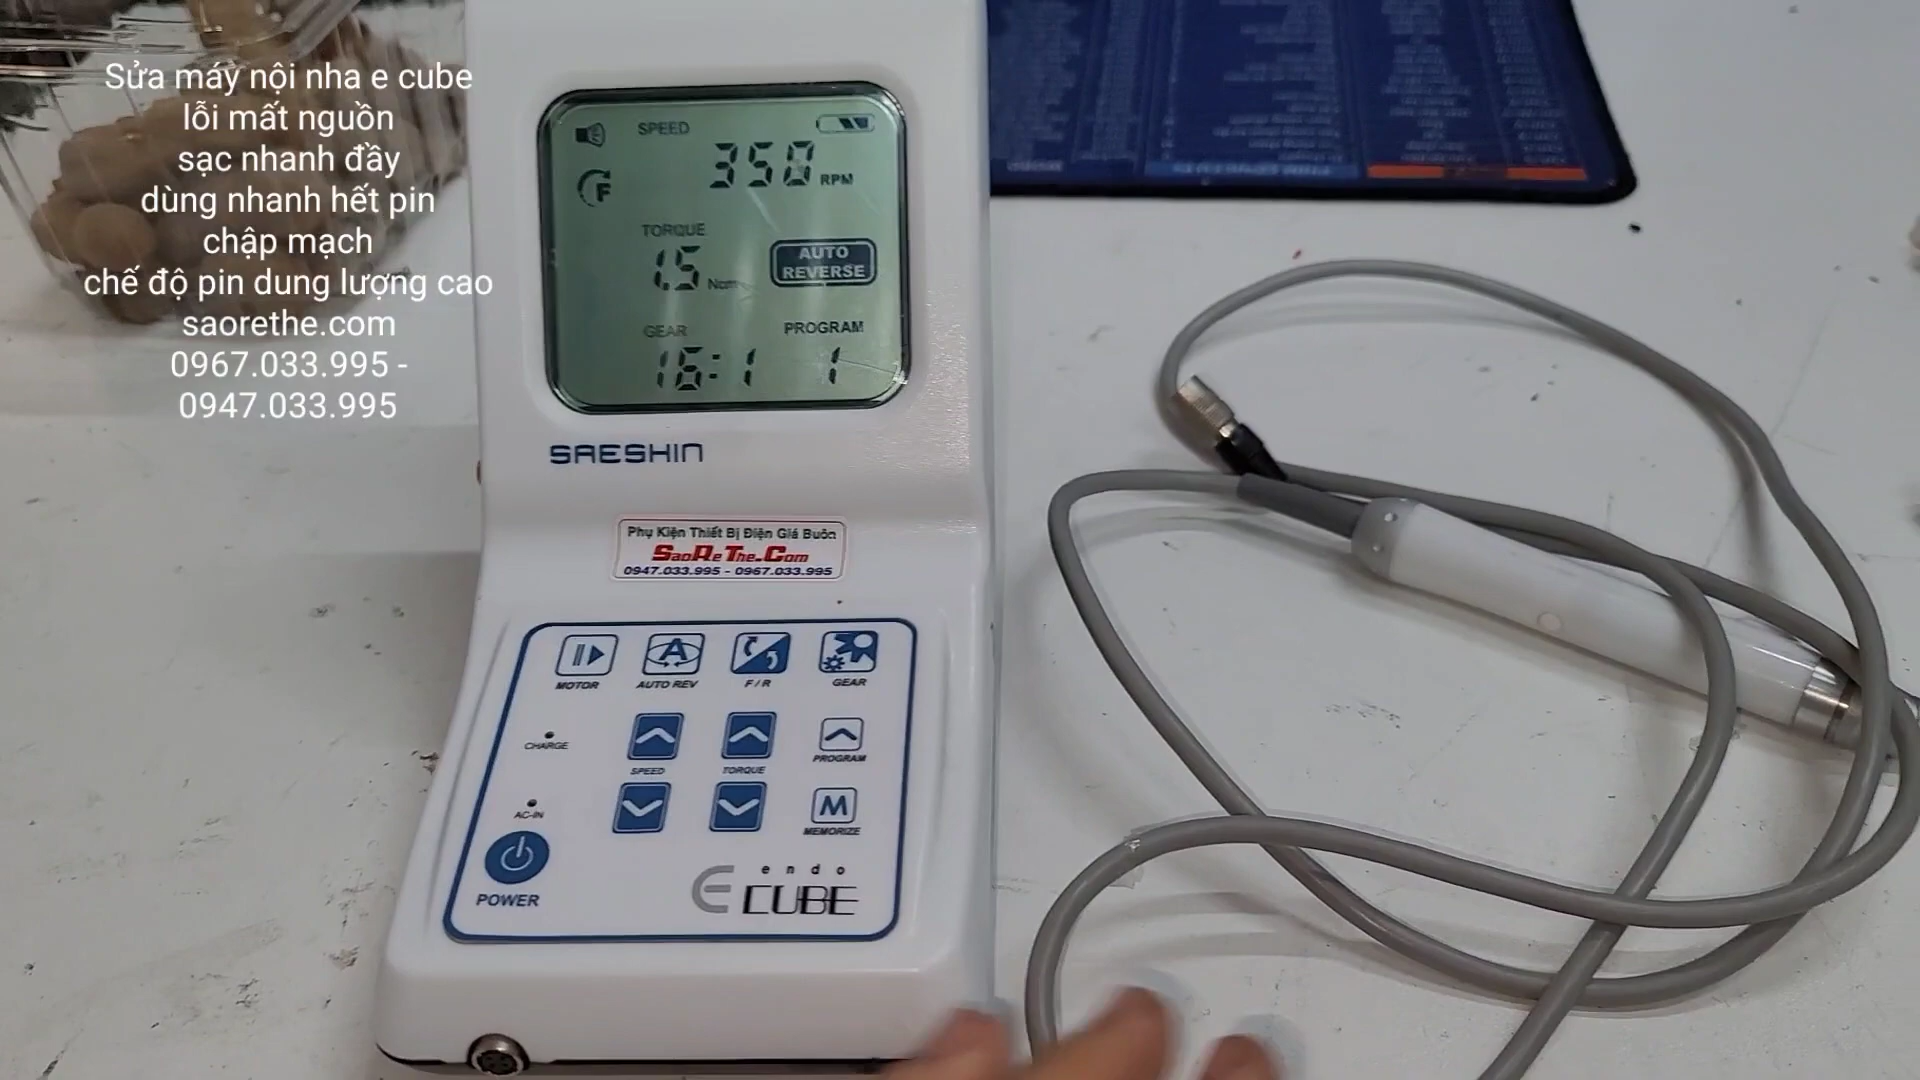 Sửa máy nội nha e cube
lỗi mất nguồn
sạc nhanh đầy
dùng nhanh hết pin
chập mạch
chế độ pin dung lượng cao
saorethe.com
0967.033.995 -
0947.033.995
SPEED
350 RPM
F
TORQUE
1.5 Ncm
AUTO
REVERSE
GEAR
16:1
PROGRAM
1
SAESHIN
Phụ Kiện Thiết Bị Điện Giá Buôn
SaoReThe.Com
0947.033.995 - 0967.033.995
MOTOR
A
AUTO REV
F / R
GEAR
CHARGE
SPEED
TORQUE
PROGRAM
AC-IN
M
MEMORIZE
POWER
endo
E CUBE